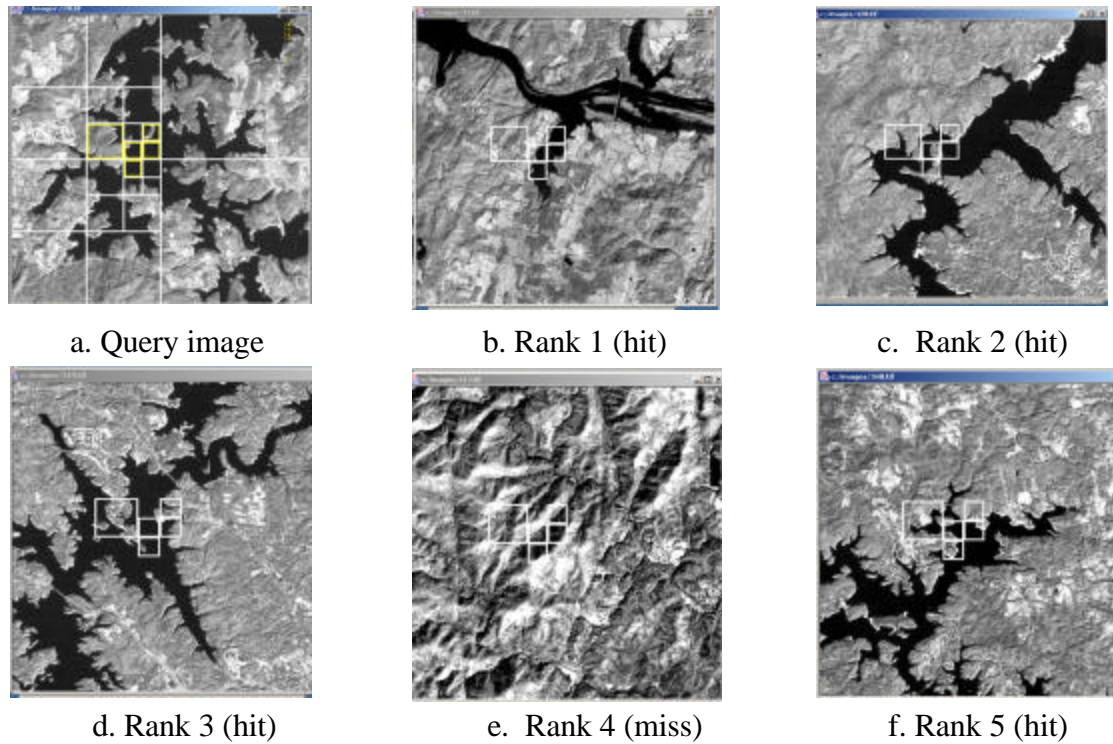 a. Query image
b. Rank 1 (hit)
c. Rank 2 (hit)
d. Rank 3 (hit)
e. Rank 4 (miss)
f. Rank 5 (hit)